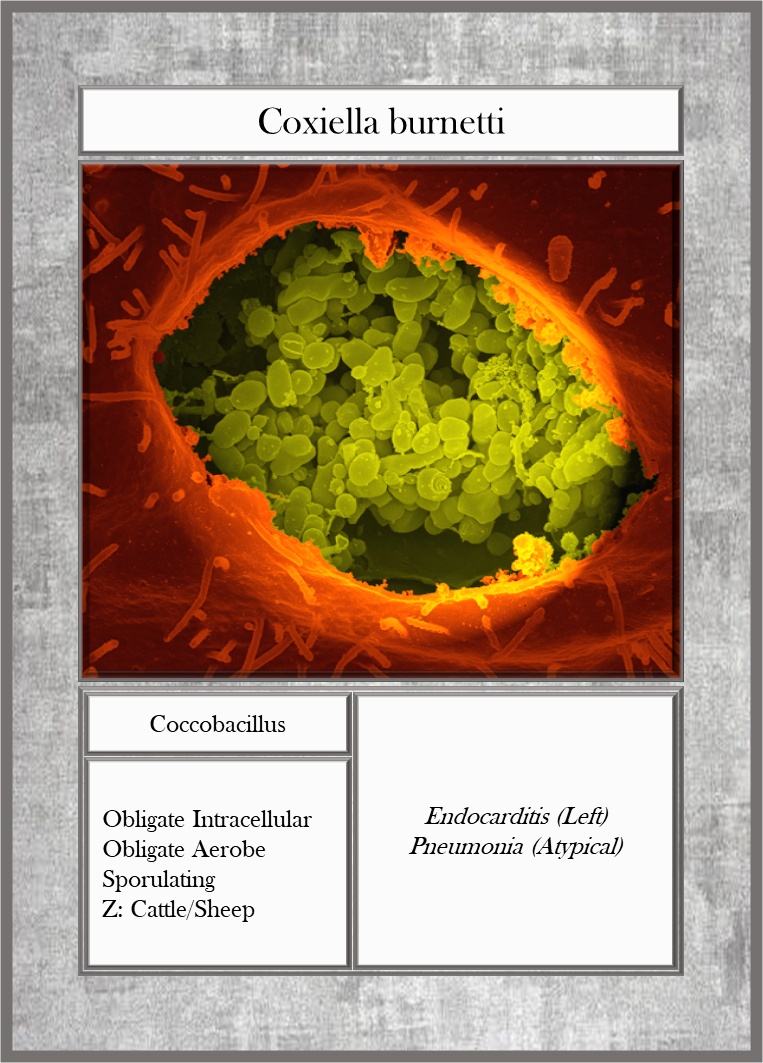 Coxiella burnetti
Coccobacillus
Obligate Intracellular
Obligate Aerobe
Sporulating
Z: Cattle/Sheep
Endocarditis (Left)
Pneumonia (Atypical)